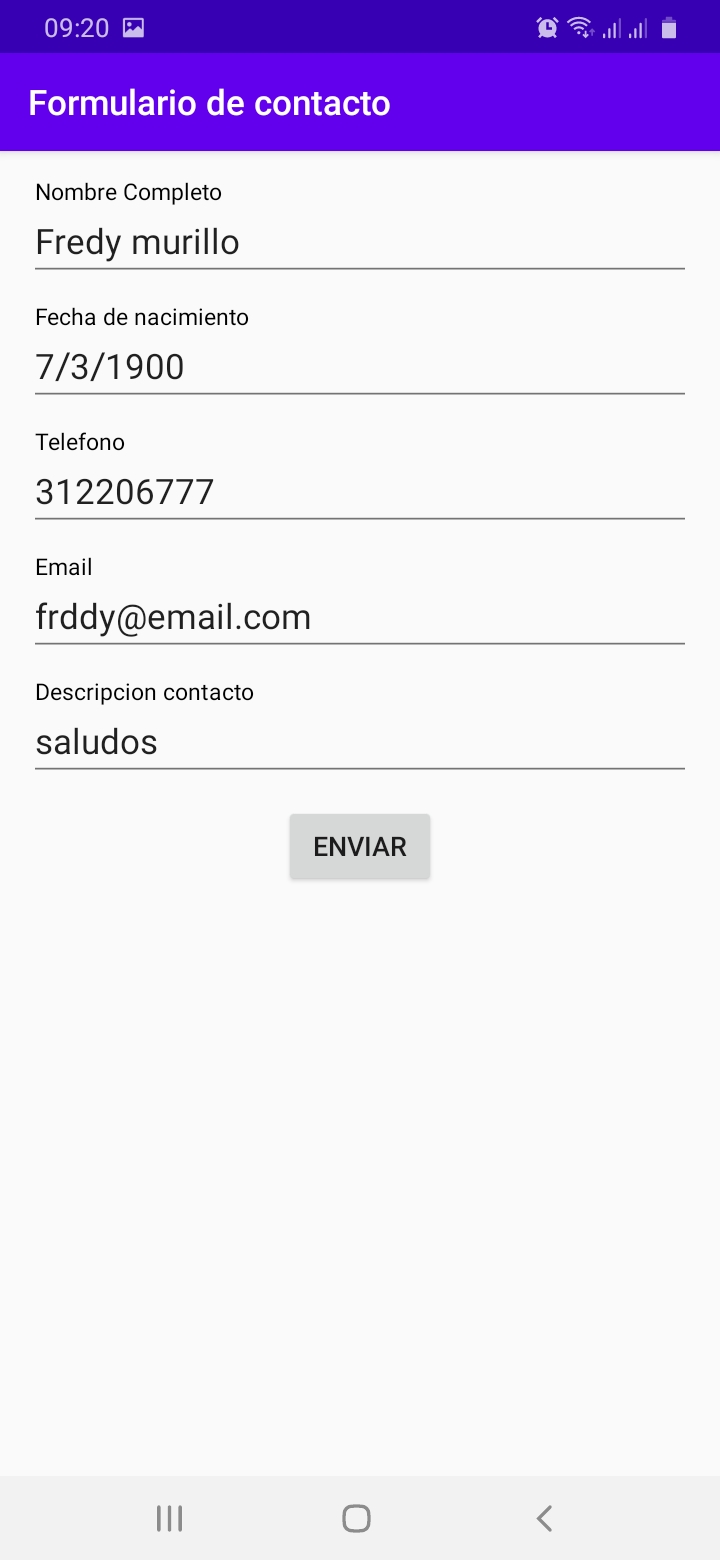 09:20
Formulario de contacto
Nombre Completo
Fredy murillo
Fecha de nacimiento
7/3/1900
Telefono
312206777
Email
frddy@email.com
Descripcion contacto
saludos
ENVIAR